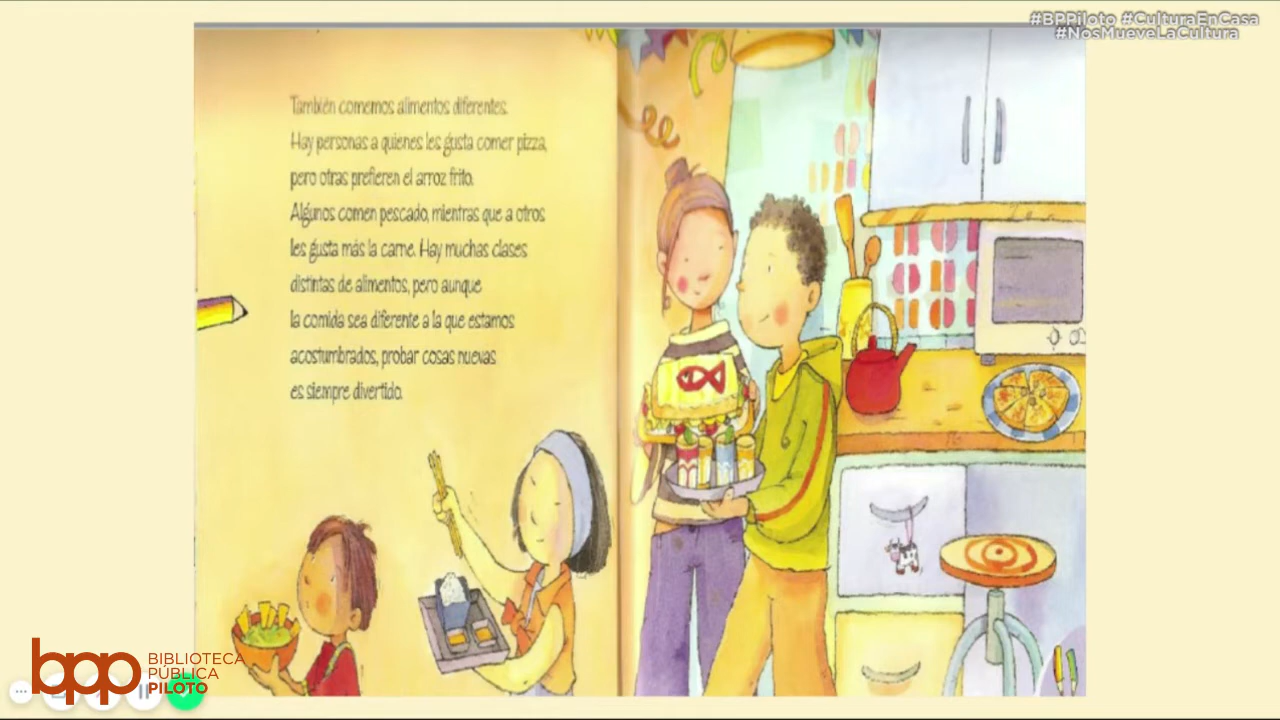 #BPPiloto #CulturaEnCasa
#NosMueveLaCultura
También comemos alimentos diferentes.
Hay personas a quienes les gusta comer pizza,
pero otras prefieren el arroz frito.
Algunos comen pescado, mientras que a otros
les gusta más la carne. Hay muchas clases
distintas de alimentos, pero aunque
la comida sea diferente a la que estamos
acostumbrados, probar cosas nuevas
es siempre divertido.
bpp
BIBLIOTECA
PÚBLICA
PILOTO